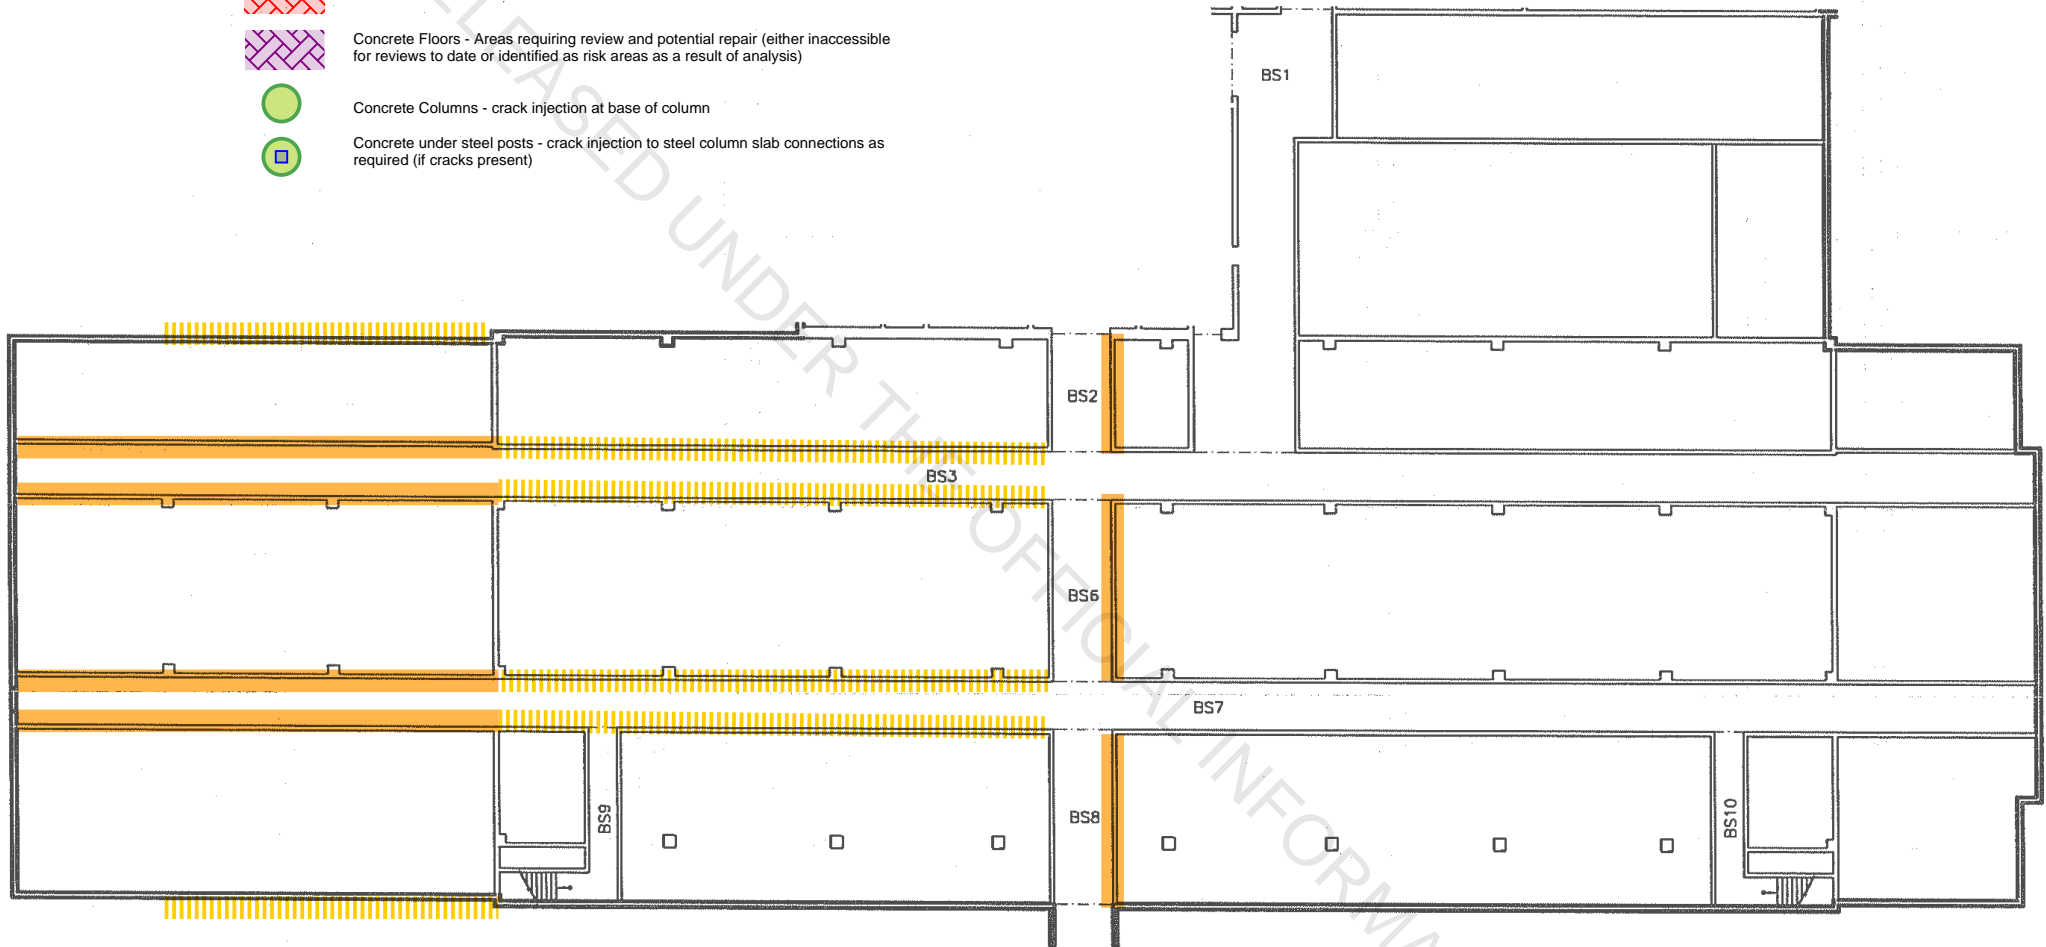 Concrete Floors - Areas requiring review and potential repair (either inaccessible
for reviews to date or identified as risk areas as a result of analysis)
Concrete Columns - crack injection at base of column
Concrete under steel posts - crack injection to steel column slab connections as
required (if cracks present)
BS1
BS2
BS3
BS6
BS7
BS8
BS9
BS10
RELEASED UNDER THE OFFICIAL INFORMA